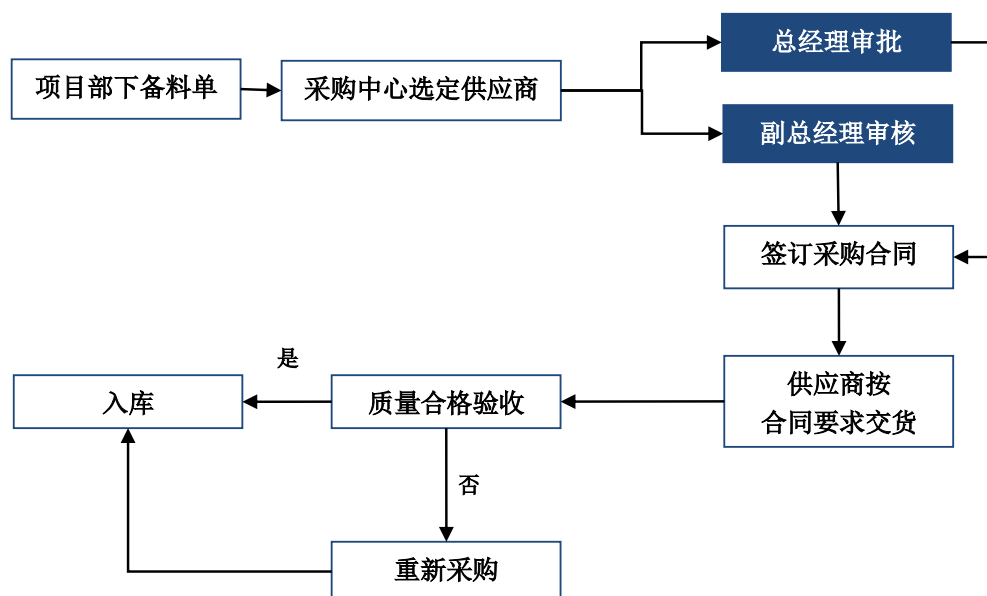 项目部下备料单
采购中心选定供应商
总经理审批
副总经理审核
签订采购合同
供应商按
合同要求交货
质量合格验收
是
入库
否
重新采购